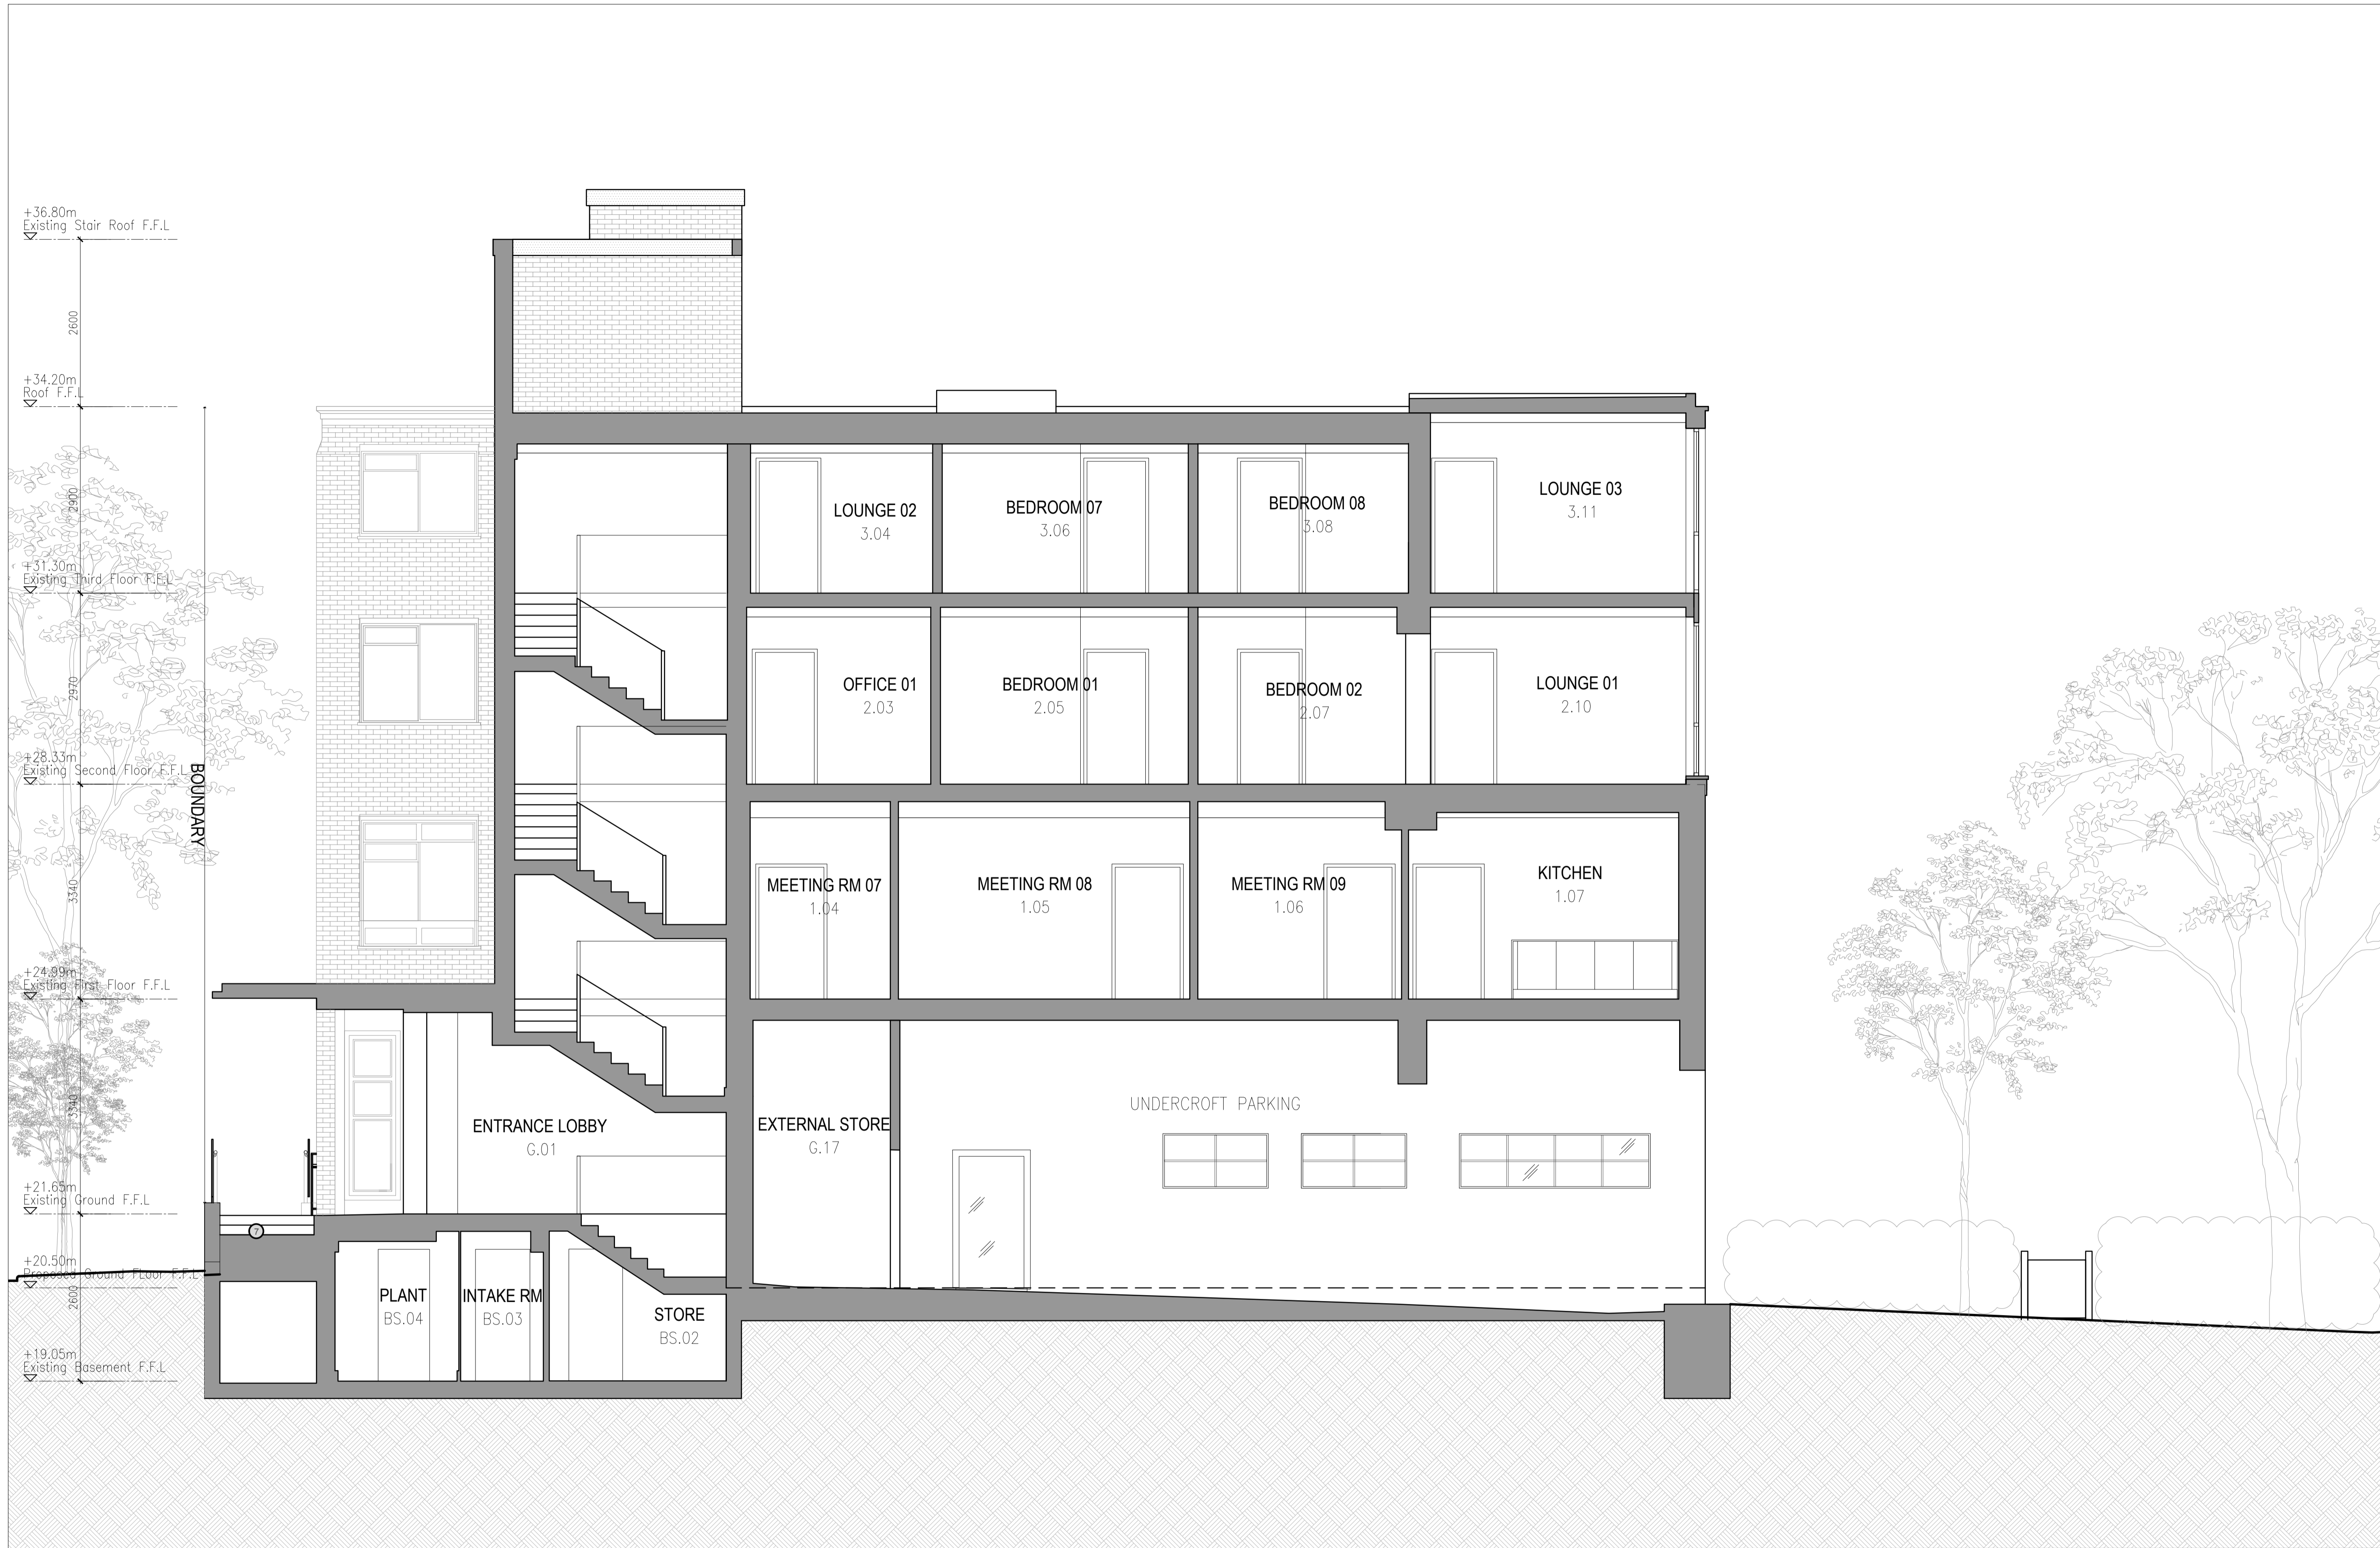 +36.80m
Existing Stair Roof F.F.L
2600
+34.20m
Roof F.F.L
2900
LOUNGE 02
3.04
BEDROOM 07
3.06
BEDROOM 08
3.08
LOUNGE 03
3.11
+31.30m
Existing Third Floor F.F.L
2970
OFFICE 01
2.03
BEDROOM 01
2.05
BEDROOM 02
2.07
LOUNGE 01
2.10
+28.33m
Existing Second Floor F.F.L
BOUNDARY
3340
MEETING RM 07
1.04
MEETING RM 08
1.05
MEETING RM 09
1.06
KITCHEN
1.07
+24.99m
Existing First Floor F.F.L
3340
ENTRANCE LOBBY
G.01
EXTERNAL STORE
G.17
UNDERCROFT PARKING
+21.65m
Existing Ground F.F.L
7
+20.50m
Proposed Ground FLoor F.F.L
2600
PLANT
BS.04
INTAKE RM
BS.03
STORE
BS.02
+19.05m
Existing Basement F.F.L